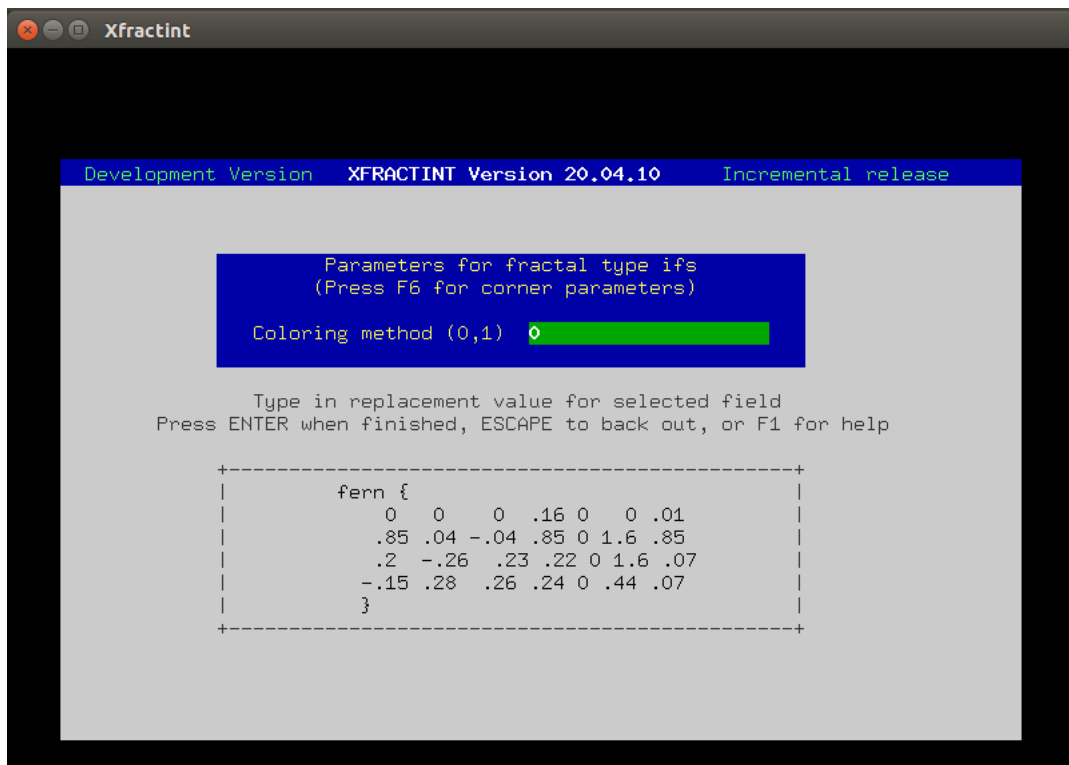 Xfractint
Development Version XFRACTINT Version 20.04.10 Incremental release
Parameters for fractal type ifs
(Press F6 for corner parameters)
Coloring method (0,1) 0
Type in replacement value for selected field
Press ENTER when finished, ESCAPE to back out, or F1 for help
+-----------------------------------------------+
| fern { |
| 0 0 0 .16 0 0 .01 |
| .85 .04 -.04 .85 0 1.6 .85 |
| .2 -.26 .23 .22 0 1.6 .07 |
| -.15 .28 .26 .24 0 .44 .07 |
| } |
+-----------------------------------------------+